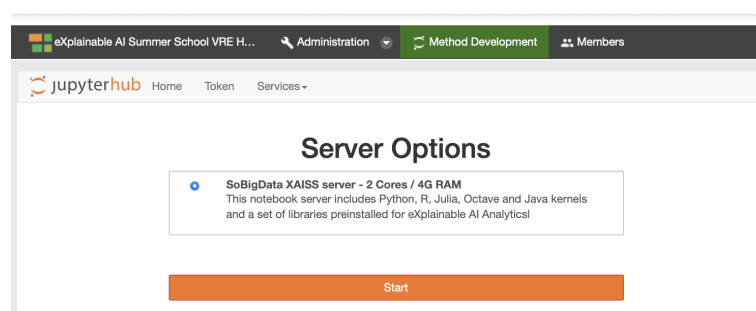 eXplainable AI Summer School VRE H... Administration Method Development Members
jupyterhub Home Token Services
Server Options
SoBigData XAISS server - 2 Cores / 4G RAM
This notebook server includes Python, R, Julia, Octave and Java kernels
and a set of libraries preinstalled for eXplainable AI Analyticsl
Start